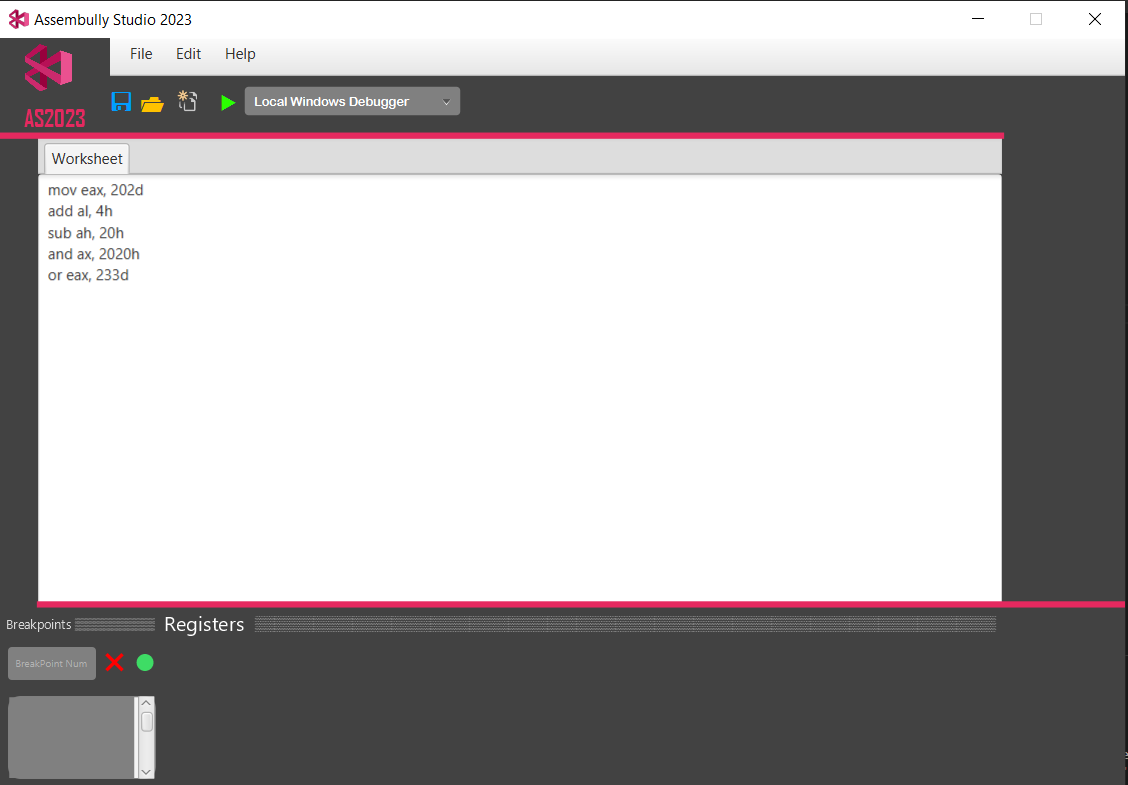 Assembully Studio 2023
File Edit Help
AS2023
Local Windows Debugger
Worksheet
mov eax, 202d
add al, 4h
sub ah, 20h
and ax, 2020h
or eax, 233d
Breakpoints Registers
BreakPoint Num